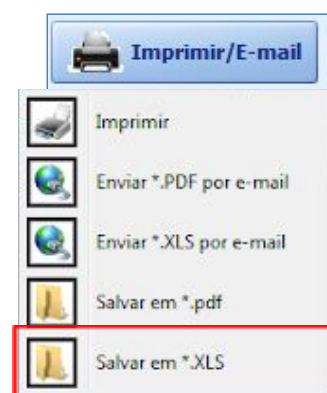 Imprimir/E-mail
Imprimir
Enviar *.PDF por e-mail
Enviar *.XLS por e-mail
Salvar em *.pdf
Salvar em *.XLS